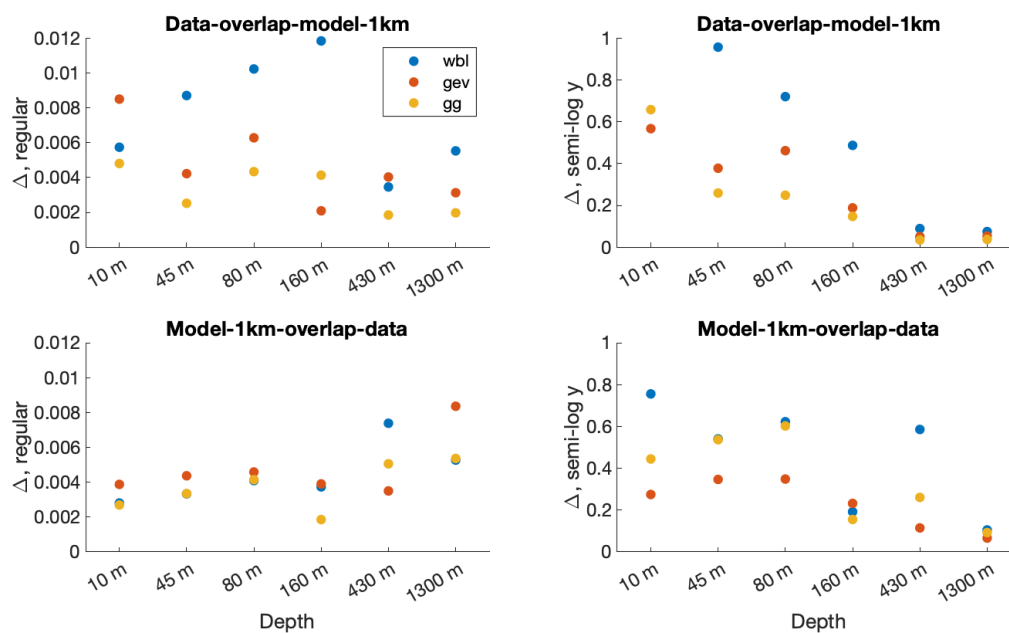 Data-overlap-model-1km
Δ, regular
0.012
0.01
0.008
0.006
0.004
0.002
0
10 m
45 m
80 m
160 m
430 m
1300 m
wbl
gev
gg
Data-overlap-model-1km
Δ, semi-log y
1
0.8
0.6
0.4
0.2
0
10 m
45 m
80 m
160 m
430 m
1300 m
Model-1km-overlap-data
Δ, regular
0.012
0.01
0.008
0.006
0.004
0.002
0
10 m
45 m
80 m
160 m
430 m
1300 m
Depth
Model-1km-overlap-data
Δ, semi-log y
1
0.8
0.6
0.4
0.2
0
10 m
45 m
80 m
160 m
430 m
1300 m
Depth